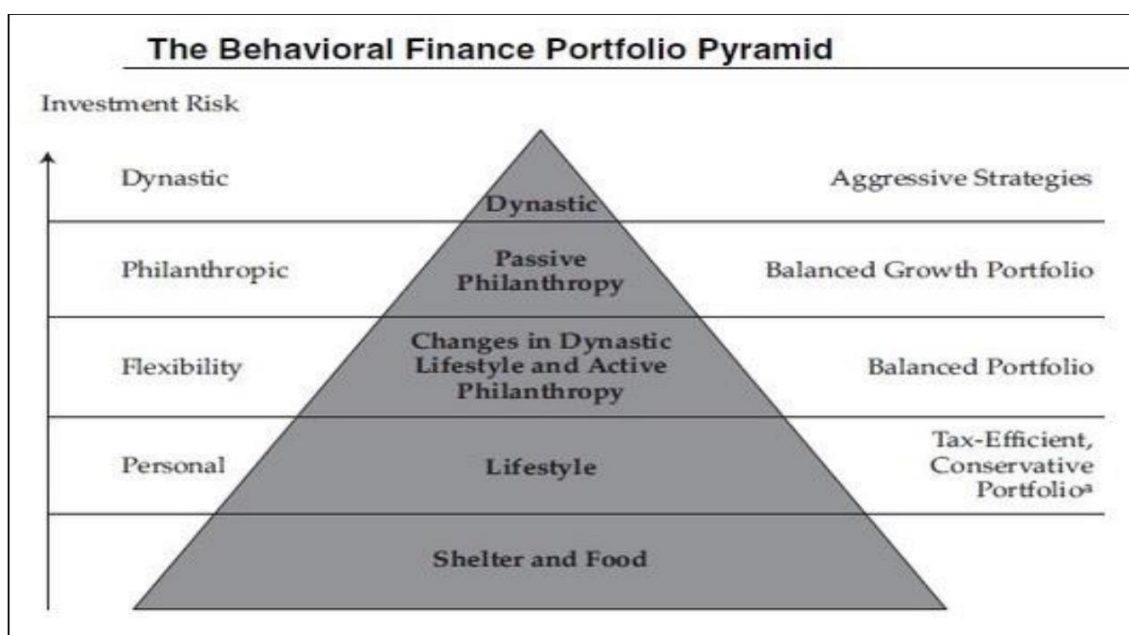 The Behavioral Finance Portfolio Pyramid
Investment Risk
Dynastic
Dynastic
Aggressive Strategies
Philanthropic
Passive
Philanthropy
Balanced Growth Portfolio
Flexibility
Changes in Dynastic
Lifestyle and Active
Philanthropy
Balanced Portfolio
Personal
Lifestyle
Tax-Efficient,
Conservative
Portfolioᵃ
Shelter and Food